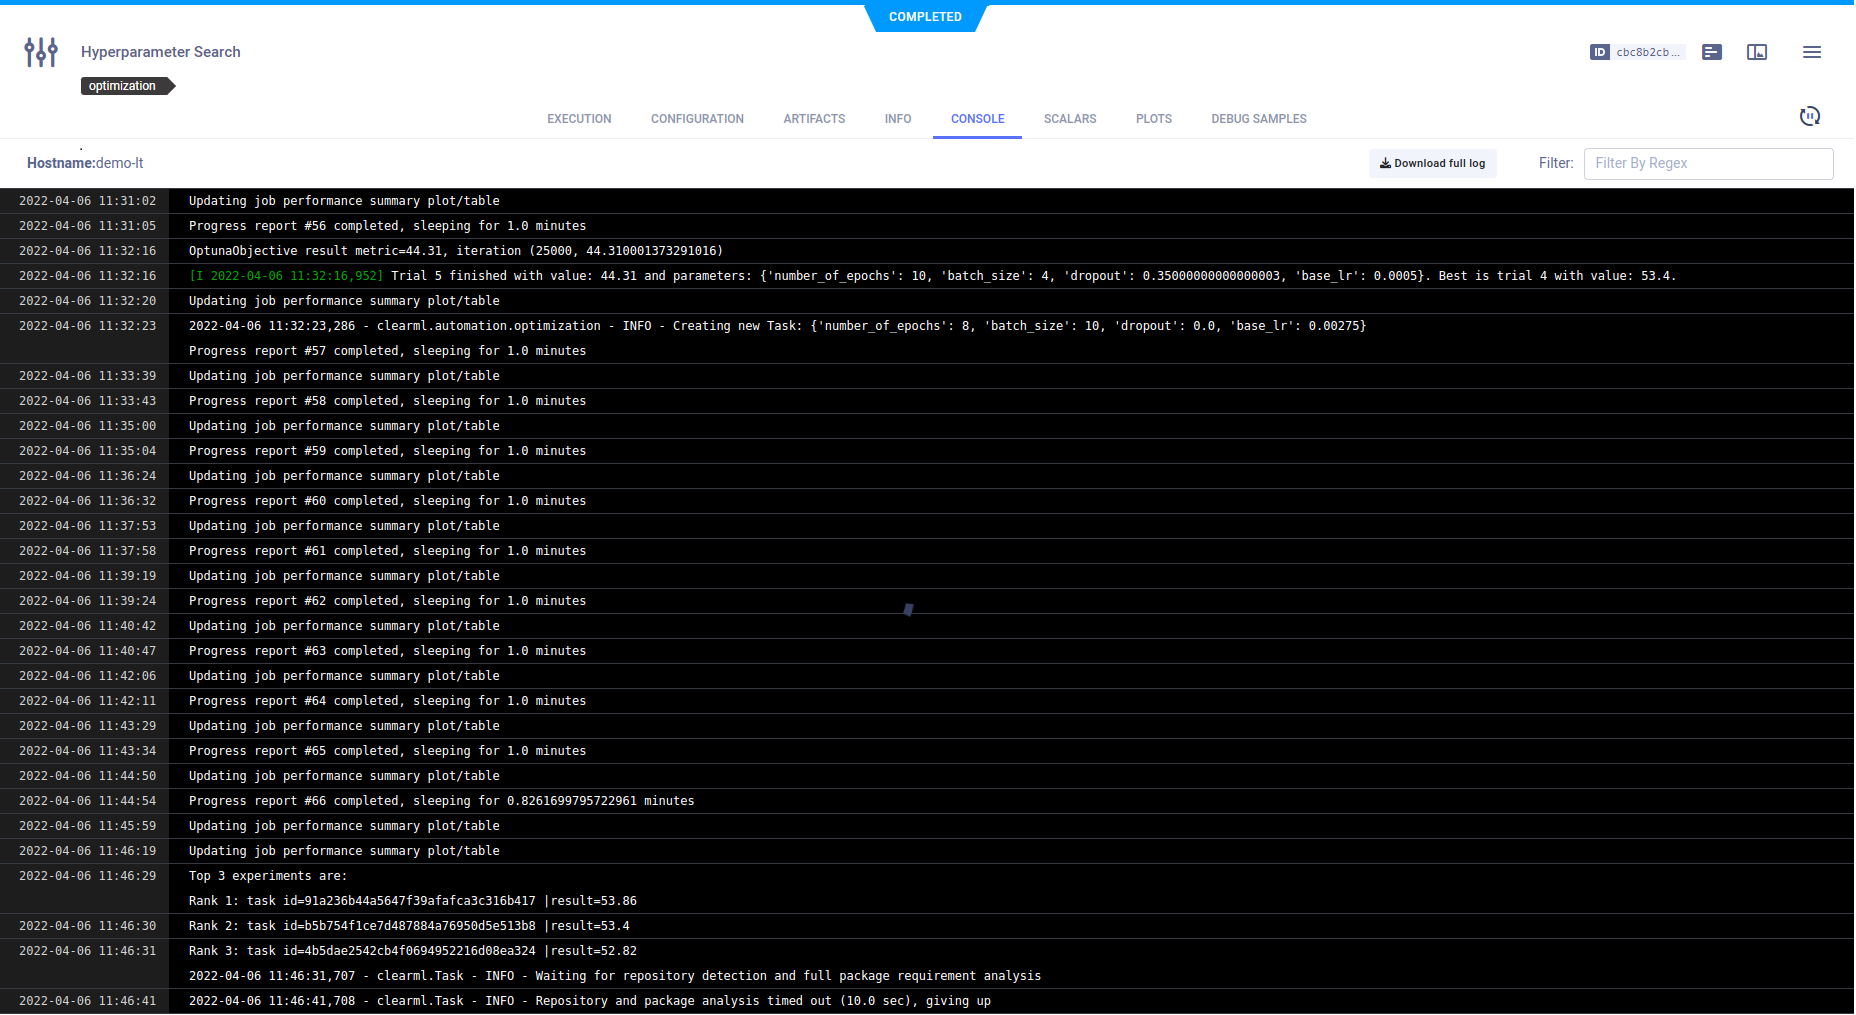 COMPLETED
Hyperparameter Search
ID cbc8b2cb...
optimization
EXECUTION CONFIGURATION ARTIFACTS INFO CONSOLE SCALARS PLOTS DEBUG SAMPLES
Hostname:demo-lt
Download full log
Filter: Filter By Regex
2022-04-06 11:31:02 Updating job performance summary plot/table
2022-04-06 11:31:05 Progress report #56 completed, sleeping for 1.0 minutes
2022-04-06 11:32:16 OptunaObjective result metric=44.31, iteration (25000, 44.310001373291016)
2022-04-06 11:32:16 [I 2022-04-06 11:32:16,952] Trial 5 finished with value: 44.31 and parameters: {'number_of_epochs': 10, 'batch_size': 4, 'dropout': 0.35000000000000003, 'base_lr': 0.0005}. Best is trial 4 with value: 53.4.
2022-04-06 11:32:20 Updating job performance summary plot/table
2022-04-06 11:32:23 2022-04-06 11:32:23,286 - clearml.automation.optimization - INFO - Creating new Task: {'number_of_epochs': 8, 'batch_size': 10, 'dropout': 0.0, 'base_lr': 0.00275}
Progress report #57 completed, sleeping for 1.0 minutes
2022-04-06 11:33:39 Updating job performance summary plot/table
2022-04-06 11:33:43 Progress report #58 completed, sleeping for 1.0 minutes
2022-04-06 11:35:00 Updating job performance summary plot/table
2022-04-06 11:35:04 Progress report #59 completed, sleeping for 1.0 minutes
2022-04-06 11:36:24 Updating job performance summary plot/table
2022-04-06 11:36:32 Progress report #60 completed, sleeping for 1.0 minutes
2022-04-06 11:37:53 Updating job performance summary plot/table
2022-04-06 11:37:58 Progress report #61 completed, sleeping for 1.0 minutes
2022-04-06 11:39:19 Updating job performance summary plot/table
2022-04-06 11:39:24 Progress report #62 completed, sleeping for 1.0 minutes
2022-04-06 11:40:42 Updating job performance summary plot/table
2022-04-06 11:40:47 Progress report #63 completed, sleeping for 1.0 minutes
2022-04-06 11:42:06 Updating job performance summary plot/table
2022-04-06 11:42:11 Progress report #64 completed, sleeping for 1.0 minutes
2022-04-06 11:43:29 Updating job performance summary plot/table
2022-04-06 11:43:34 Progress report #65 completed, sleeping for 1.0 minutes
2022-04-06 11:44:50 Updating job performance summary plot/table
2022-04-06 11:44:54 Progress report #66 completed, sleeping for 0.8261699795722961 minutes
2022-04-06 11:45:59 Updating job performance summary plot/table
2022-04-06 11:46:19 Updating job performance summary plot/table
2022-04-06 11:46:29 Top 3 experiments are:
Rank 1: task id=91a236b44a5647f39afafca3c316b417 |result=53.86
2022-04-06 11:46:30 Rank 2: task id=b5b754f1ce7d487884a76950d5e513b8 |result=53.4
2022-04-06 11:46:31 Rank 3: task id=4b5dae2542cb4f0694952216d08ea324 |result=52.82
2022-04-06 11:46:31,707 - clearml.Task - INFO - Waiting for repository detection and full package requirement analysis
2022-04-06 11:46:41 2022-04-06 11:46:41,708 - clearml.Task - INFO - Repository and package analysis timed out (10.0 sec), giving up